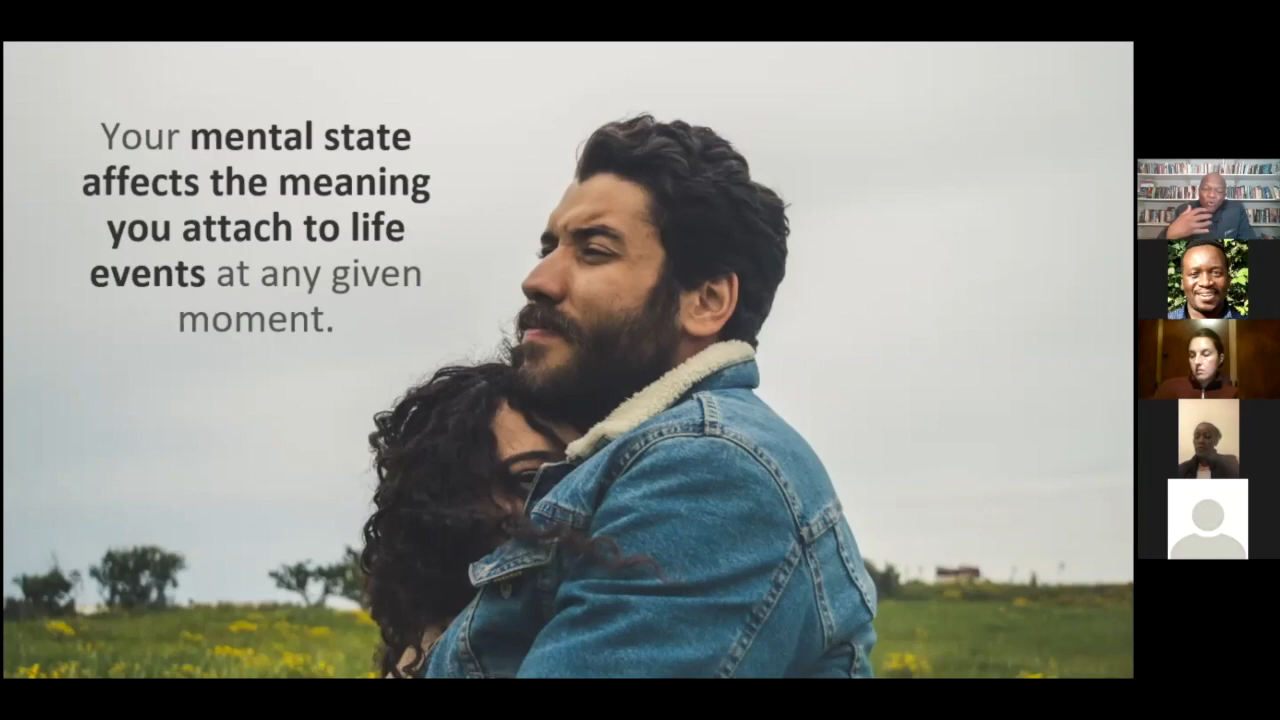 Your mental state
affects the meaning
you attach to life
events at any given
moment.